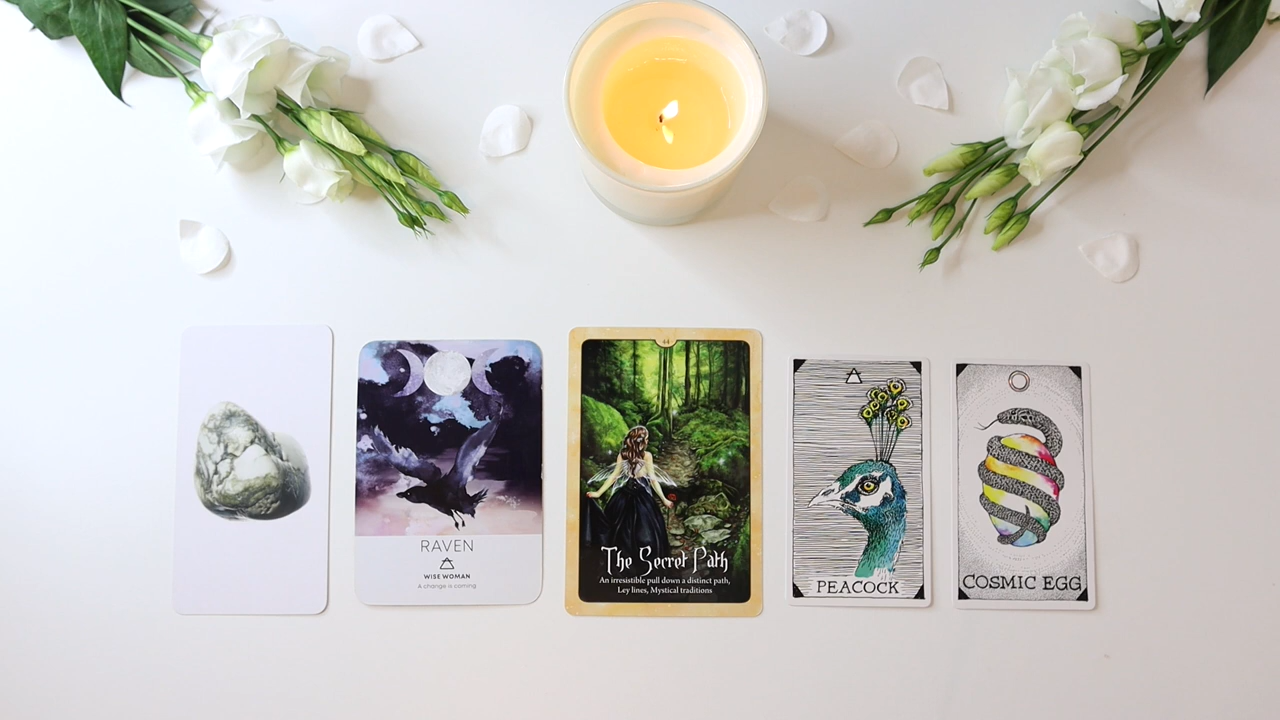 RAVEN
WISE WOMAN
A change is coming
44
The Secret Path
An irresistible pull down a distinct path,
Ley lines, Mystical traditions
PEACOCK
COSMIC EGG